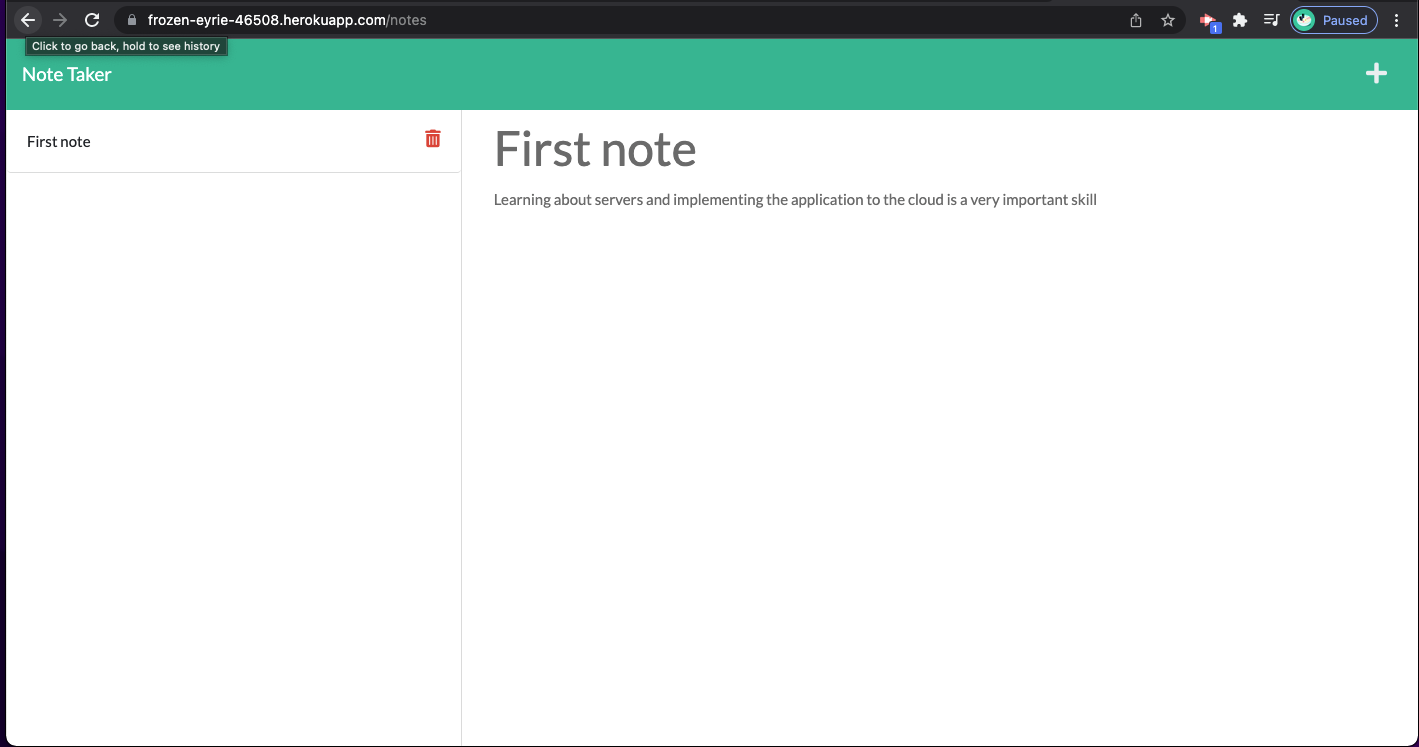 frozen-eyrie-46508.herokuapp.com/notes
1
Paused
Click to go back, hold to see history
Note Taker
First note
First note
Learning about servers and implementing the application to the cloud is a very important skill